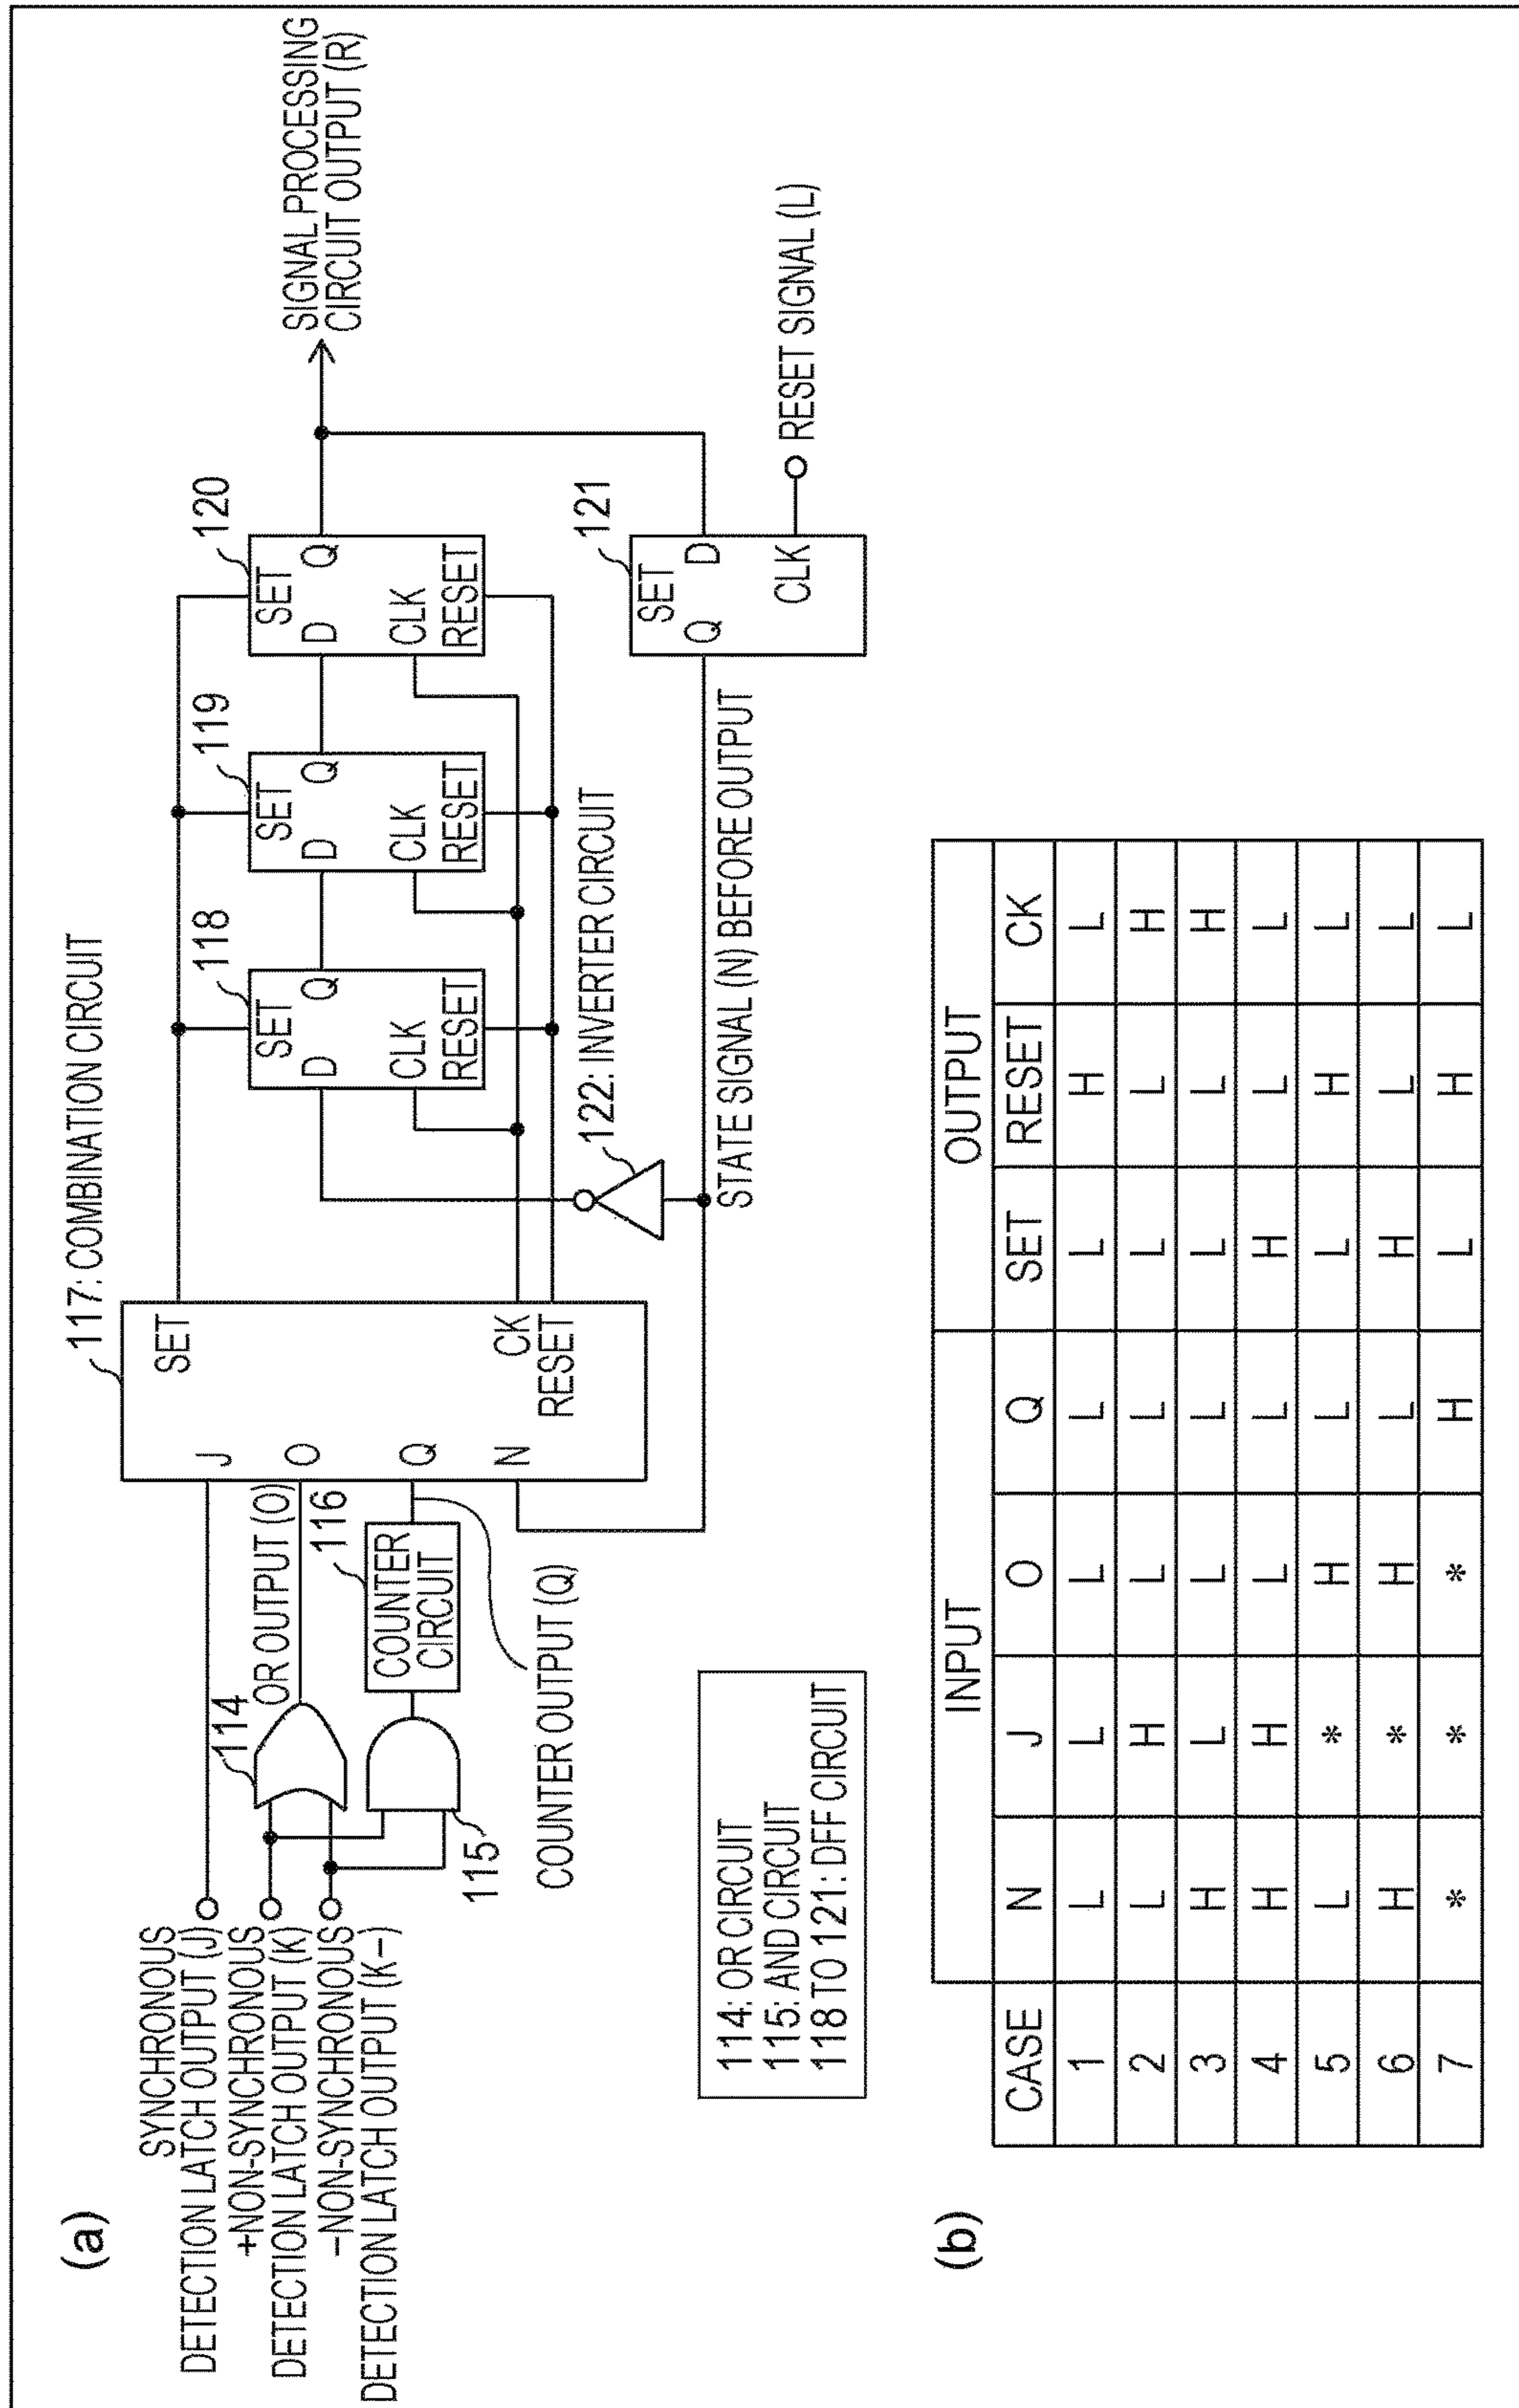 (a)
SYNCHRONOUS
DETECTION LATCH OUTPUT (J)
+NON-SYNCHRONOUS
DETECTION LATCH OUTPUT (K)
−NON-SYNCHRONOUS
DETECTION LATCH OUTPUT (K−)
114
OR OUTPUT (O)
115
116
COUNTER
CIRCUIT
COUNTER OUTPUT (Q)
117: COMBINATION CIRCUIT
J
O
Q
N
SET
CK
RESET
118
SET
D
Q
CLK
RESET
119
SET
D
Q
CLK
RESET
120
SET
D
Q
CLK
RESET
SIGNAL PROCESSING
CIRCUIT OUTPUT (R)
122: INVERTER CIRCUIT
121
SET
Q
D
CLK
RESET SIGNAL (L)
STATE SIGNAL (N) BEFORE OUTPUT
114: OR CIRCUIT
115: AND CIRCUIT
118 TO 121: DFF CIRCUIT
(b)
INPUT OUTPUT
CASE N J O Q SET RESET CK
1 L L L L L H L
2 L H L L L L H
3 H L L L L L H
4 H H L L H L L
5 L * H L L H L
6 H * H L H L L
7 * * * H L H L